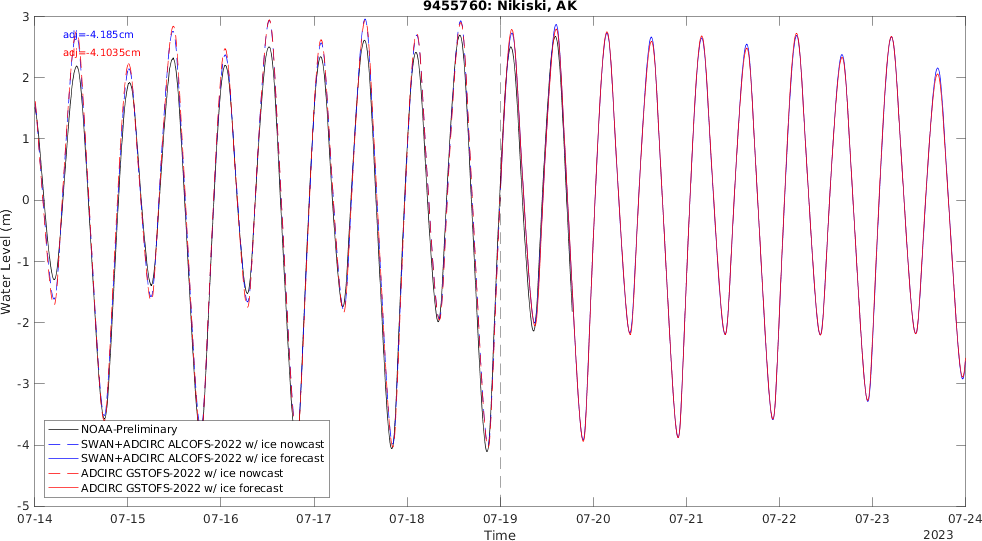 9455760: Nikiski, AK
adj=-4.185cm
adj=-4.1035cm
Water Level (m)
3
2
1
0
-1
-2
-3
-4
-5
NOAA-Preliminary
SWAN+ADCIRC ALCOFS-2022 w/ ice nowcast
SWAN+ADCIRC ALCOFS-2022 w/ ice forecast
ADCIRC GSTOFS-2022 w/ ice nowcast
ADCIRC GSTOFS-2022 w/ ice forecast
07-14 07-15 07-16 07-17 07-18 07-19 07-20 07-21 07-22 07-23 07-24
Time
2023